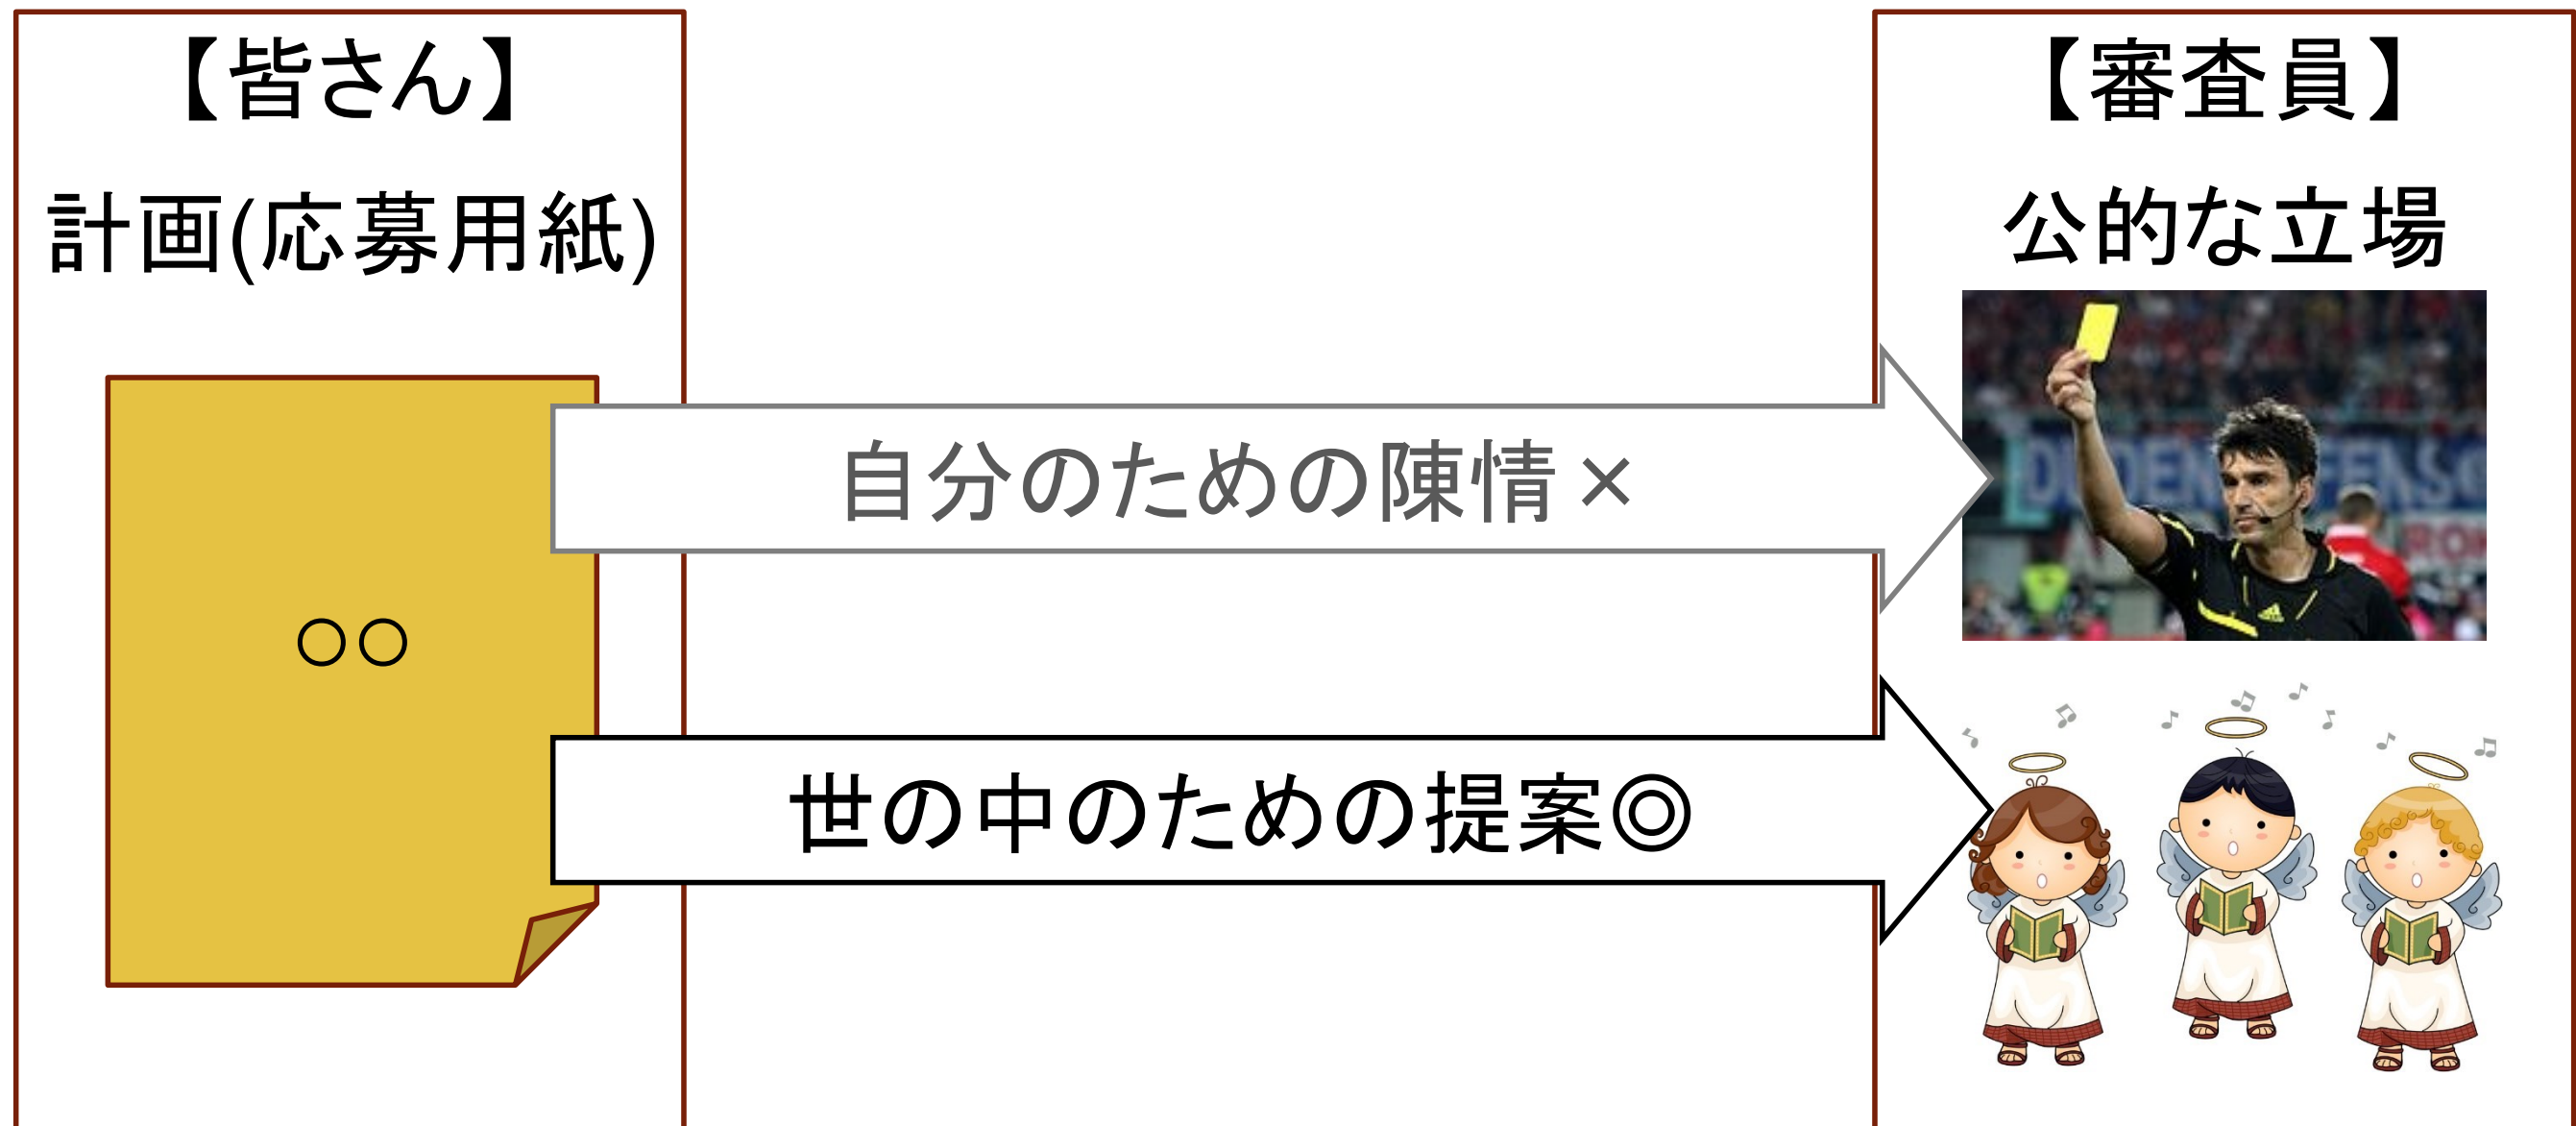 【皆さん】
計画(応募用紙)
○○
自分のための陳情×
世の中のための提案◎
【審査員】
公的な立場